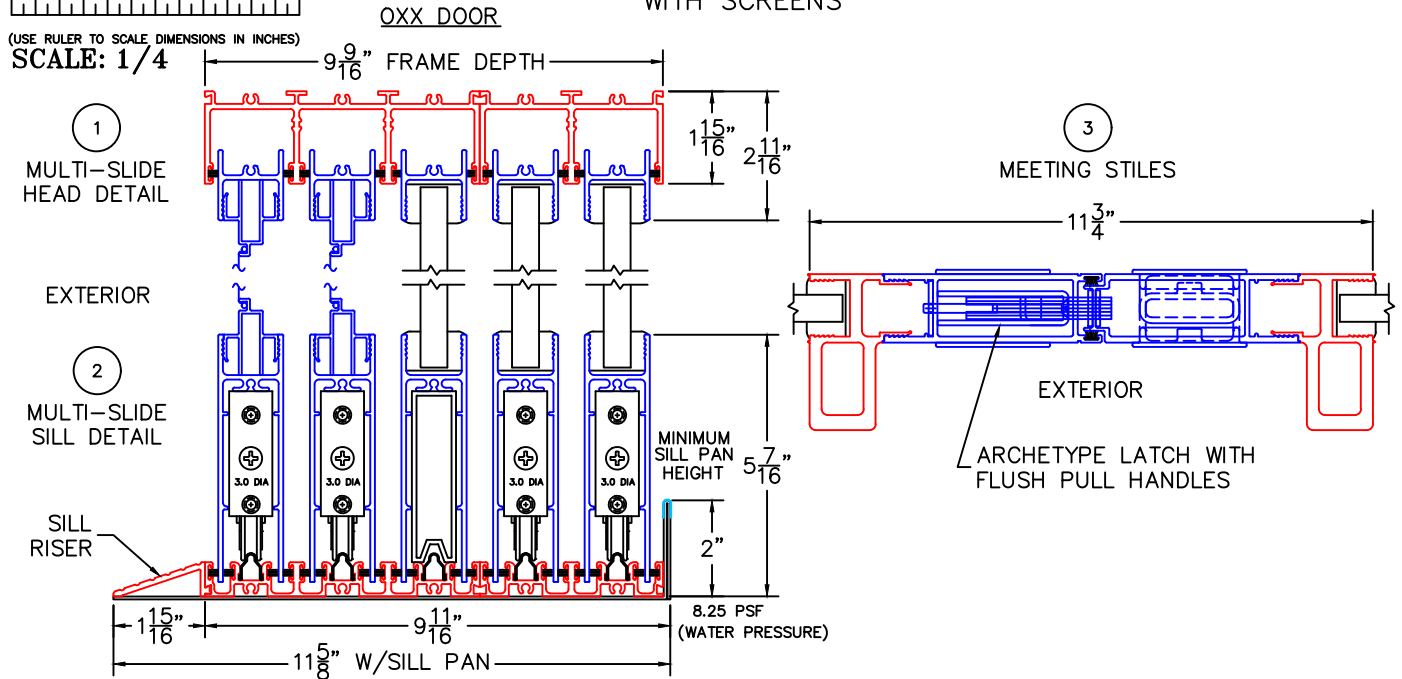 WITH SCREENS
OXX DOOR
(USE RULER TO SCALE DIMENSIONS IN INCHES)
SCALE: 1/4
9 9/16" FRAME DEPTH
1
MULTI-SLIDE
HEAD DETAIL
1 15/16"
2 11/16"
3
MEETING STILES
11 3/4"
EXTERIOR
2
MULTI-SLIDE
SILL DETAIL
3.0 DIA
3.0 DIA
3.0 DIA
3.0 DIA
MINIMUM
SILL PAN
HEIGHT
5 7/16"
EXTERIOR
ARCHETYPE LATCH WITH
FLUSH PULL HANDLES
SILL
RISER
2"
8.25 PSF
(WATER PRESSURE)
1 15/16"
9 11/16"
11 5/8" W/SILL PAN